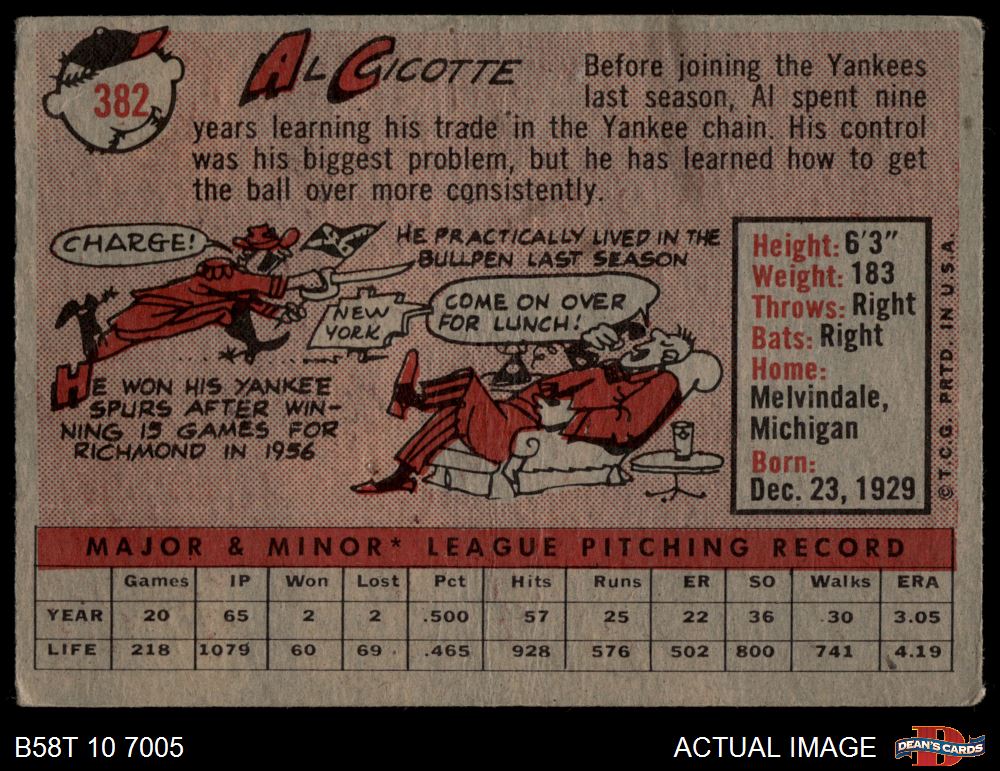 382
AL CICOTTE
Before joining the Yankees
last season, Al spent nine
years learning his trade in the Yankee chain. His control
was his biggest problem, but he has learned how to get
the ball over more consistently.
CHARGE!
NEW
YORK
HE WON HIS YANKEE
SPURS AFTER WIN-
NING 15 GAMES FOR
RICHMOND IN 1956
HE PRACTICALLY LIVED IN THE
BULLPEN LAST SEASON
COME ON OVER
FOR LUNCH!
Height: 6'3"
Weight: 183
Throws: Right
Bats: Right
Home:
Melvindale,
Michigan
Born:
Dec. 23, 1929
© T.C.G. PRTD. IN U.S.A.
MAJOR & MINOR* LEAGUE PITCHING RECORD
Games IP Won Lost Pct Hits Runs ER SO Walks ERA
YEAR 20 65 2 2 .500 57 25 22 36 30 3.05
LIFE 218 1079 60 69 .465 928 576 502 800 741 4.19
B58T 10 7005
ACTUAL IMAGE
D
DEAN'S CARDS